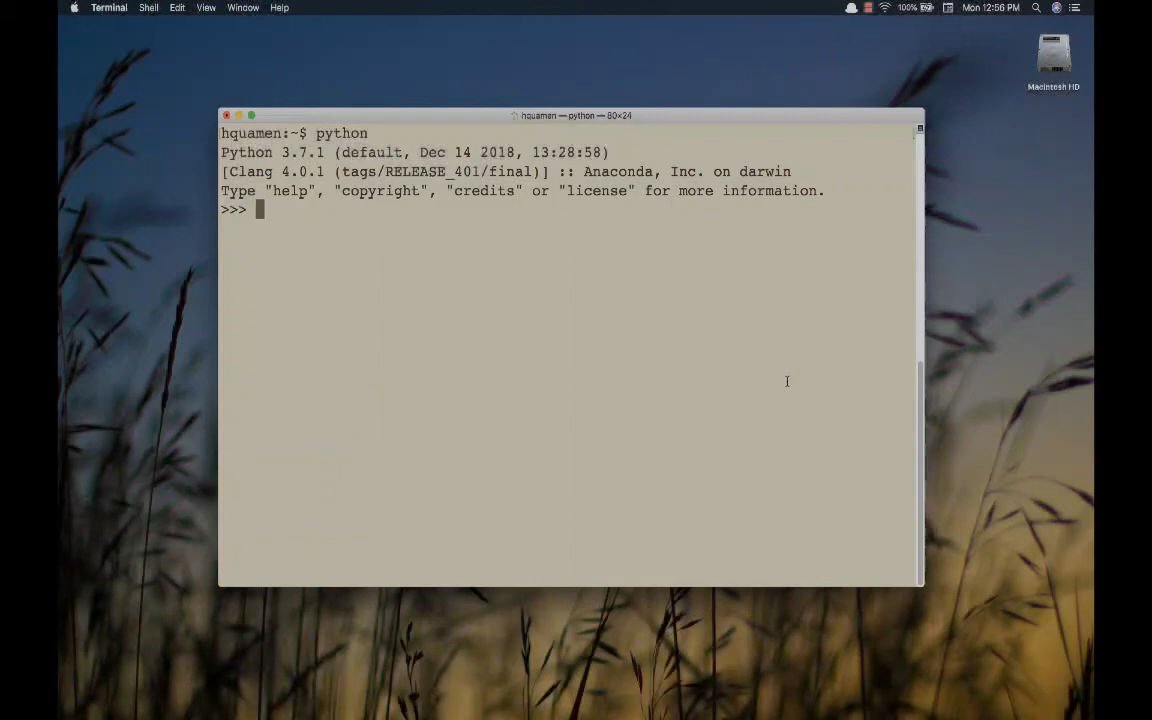 Terminal Shell Edit View Window Help
100% Mon 12:56 PM
Macintosh HD
hquamen — python — 80×24
hquamen:~$ python
Python 3.7.1 (default, Dec 14 2018, 13:28:58)
[Clang 4.0.1 (tags/RELEASE_401/final)] :: Anaconda, Inc. on darwin
Type "help", "copyright", "credits" or "license" for more information.
>>>